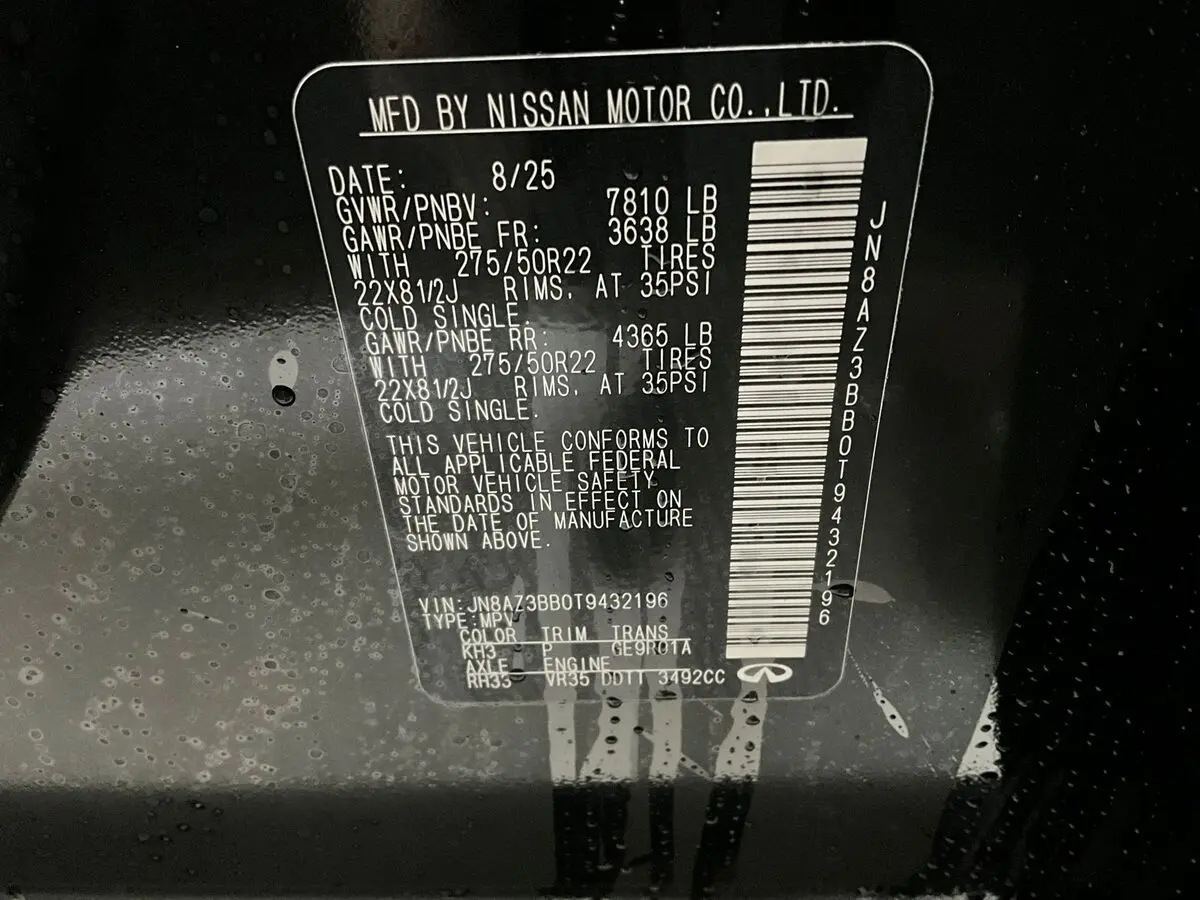 MFD BY NISSAN MOTOR CO.,LTD.
DATE: 8/25
GVWR/PNBV: 7810 LB
GAWR/PNBE FR: 3638 LB
WITH 275/50R22 TIRES
22X81/2J RIMS, AT 35PSI
COLD SINGLE.
GAWR/PNBE RR: 4365 LB
WITH 275/50R22 TIRES
22X81/2J RIMS, AT 35PSI
COLD SINGLE.
THIS VEHICLE CONFORMS TO
ALL APPLICABLE FEDERAL
MOTOR VEHICLE SAFETY
STANDARDS IN EFFECT ON
THE DATE OF MANUFACTURE
SHOWN ABOVE.
VIN:JN8AZ3BB0T9432196
TYPE:MPV
COLOR TRIM TRANS
KH3 P GE9R01A
AXLE ENGINE
RH33 VR35 DDTT 3492CC
JN8AZ3BB0T9432196